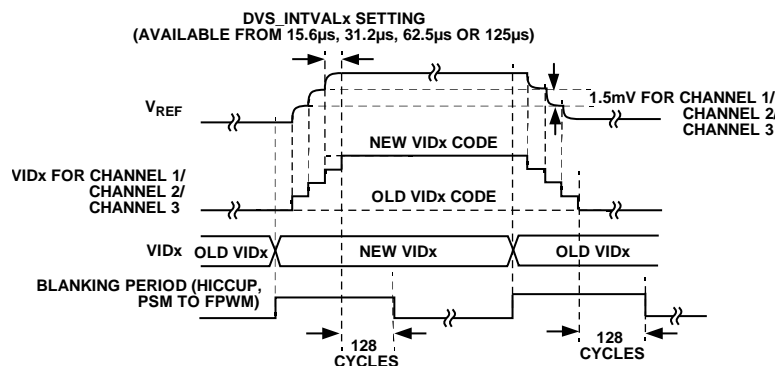 DVS_INTVALx SETTING
(AVAILABLE FROM 15.6µs, 31.2µs, 62.5µs OR 125µs)
VREF
1.5mV FOR CHANNEL 1/
CHANNEL 2/
CHANNEL 3
NEW VIDx CODE
VIDx FOR CHANNEL 1/
CHANNEL 2/
CHANNEL 3
OLD VIDx CODE
VIDx
OLD VIDx
NEW VIDx
OLD VIDx
BLANKING PERIOD (HICCUP,
PSM TO FPWM)
128
CYCLES
128
CYCLES